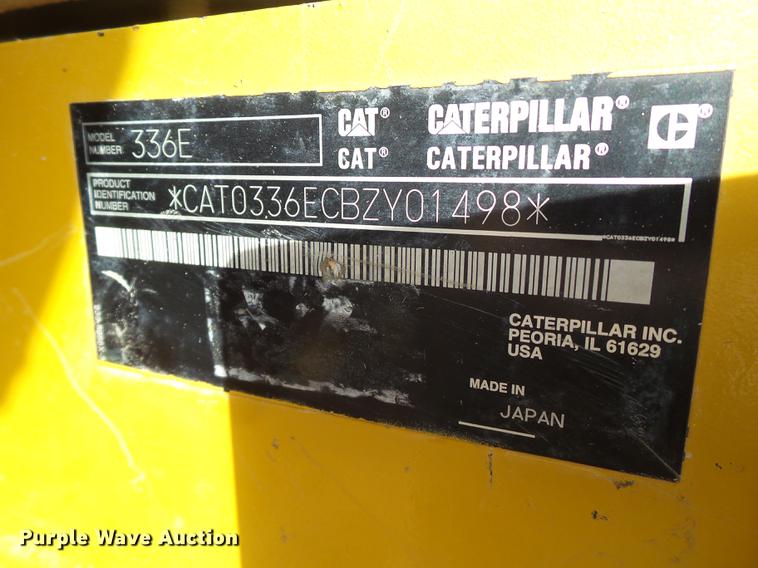 MODEL
NUMBER 336E
CAT® CATERPILLAR®
CAT® CATERPILLAR®
C ®
PRODUCT
IDENTIFICATION
NUMBER
*CAT0336ECBZY01498*
*CAT0336ECBZY01498*
CATERPILLAR INC.
PEORIA, IL 61629
USA
MADE IN
JAPAN
Purple Wave Auction